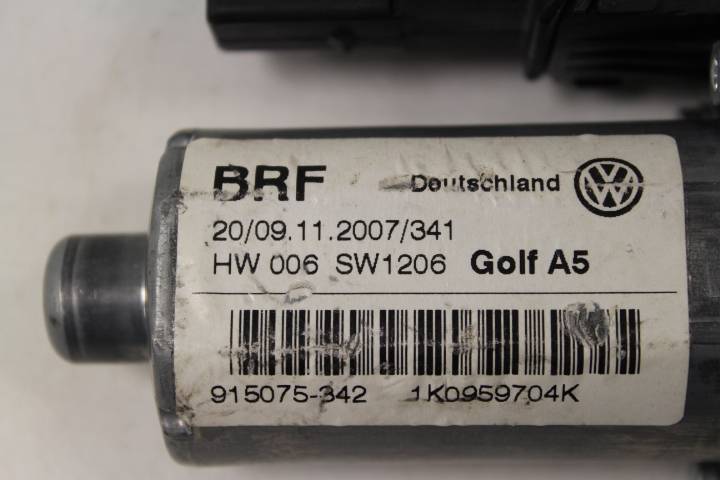 BRF Deutschland
20/09.11.2007/341
HW 006 SW1206 Golf A5
915075-342 1K0959704K